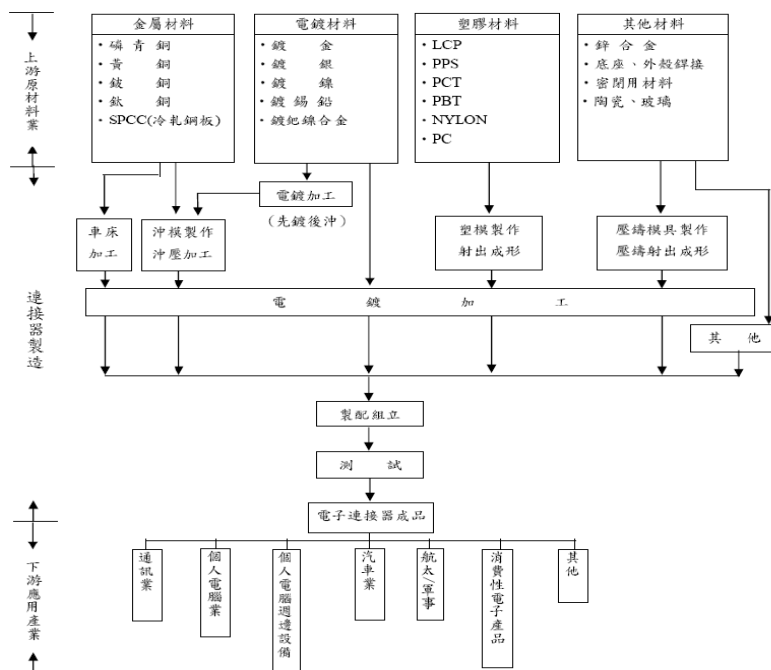 上游原材料業
金屬材料
・磷青銅
・黃銅
・鈹銅
・鈦銅
・SPCC(冷軋銅板)
電鍍材料
・鍍金
・鍍銀
・鍍鎳
・鍍錫鉛
・鍍鈀鎳合金
塑膠材料
・LCP
・PPS
・PCT
・PBT
・NYLON
・PC
其他材料
・鋅合金
・底座、外殼銲接
・密閉用材料
・陶瓷、玻璃
連接器製造
電鍍加工
(先鍍後沖)
車床
加工
沖模製作
沖壓加工
塑模製作
射出成形
壓鑄模具製作
壓鑄射出成形
電鍍加工
其他
製配組立
測試
電子連接器成品
下游應用產業
通訊業
個人電腦業
個人電腦週邊設備
汽車業
航太/軍事
消費性電子產品
其他